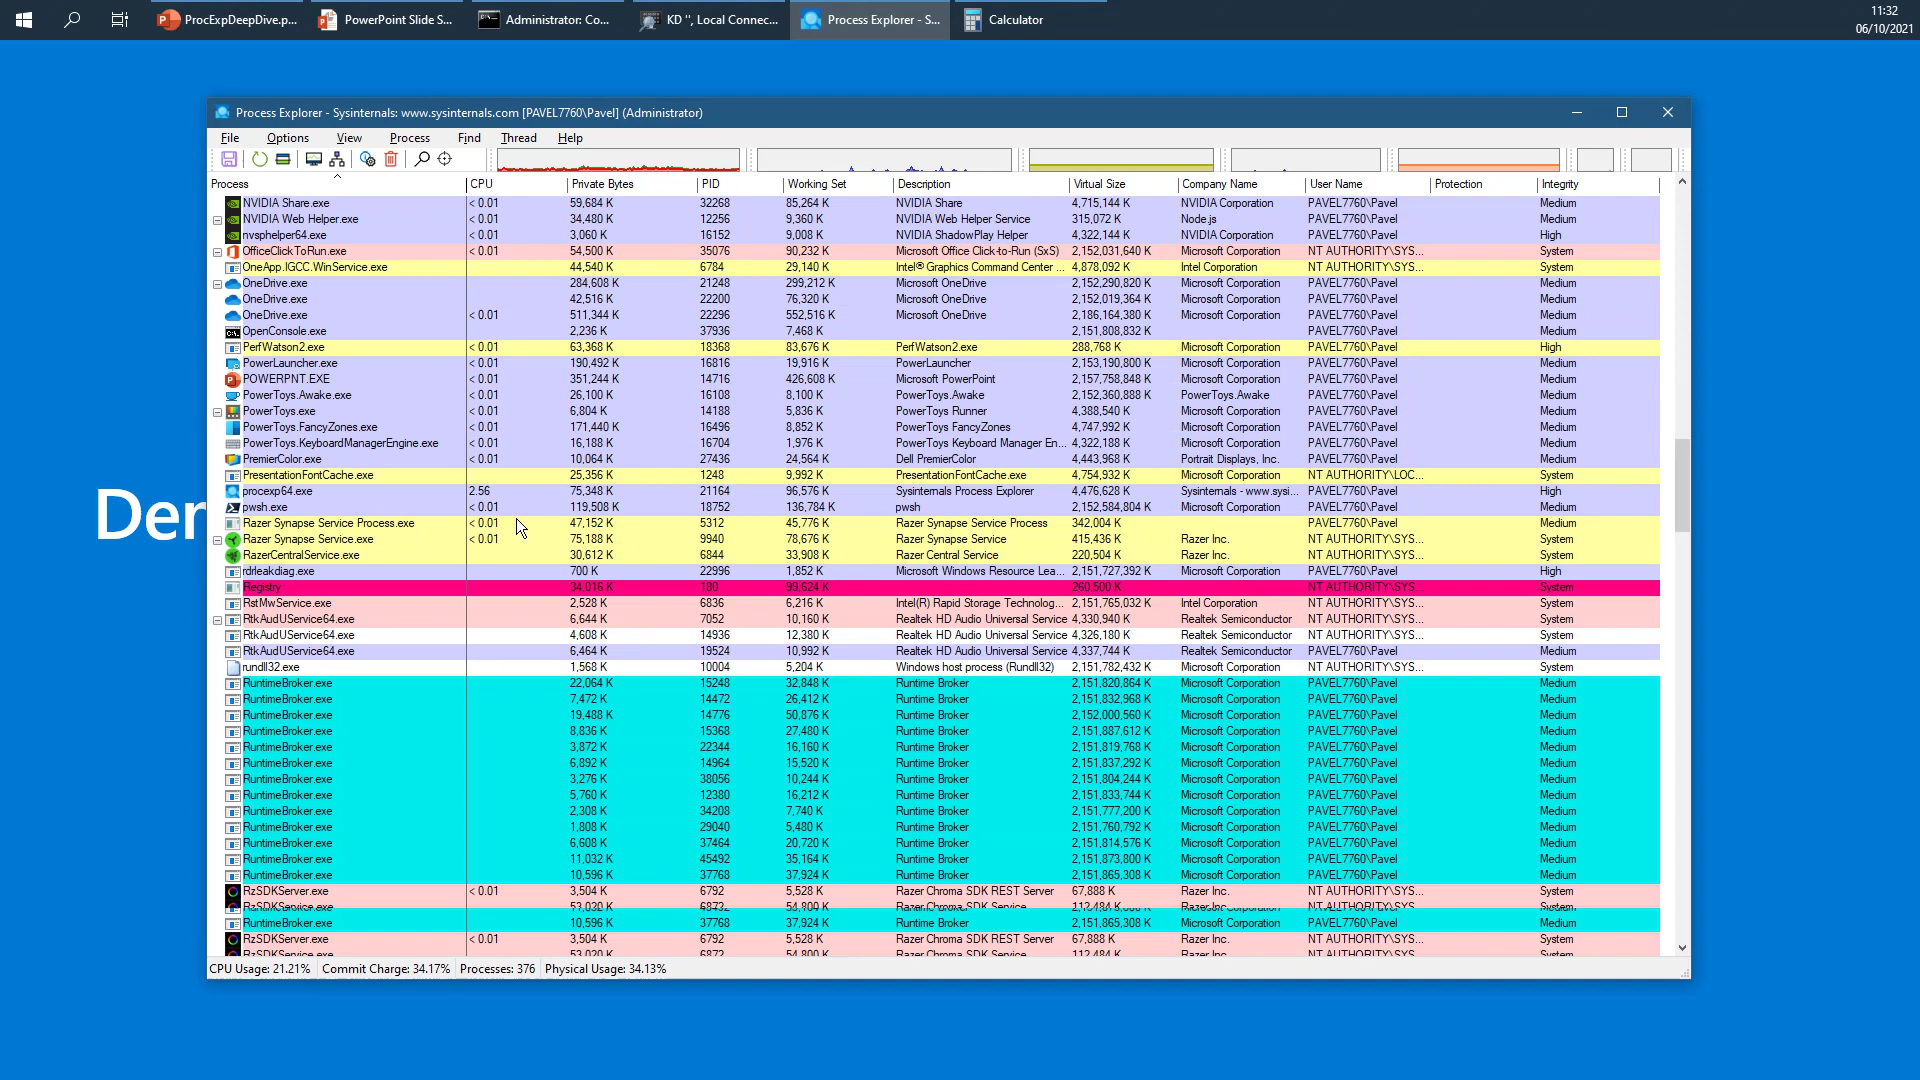 ProcExpDeepDive.p...
PowerPoint Slide S...
Administrator: Co...
KD '', Local Connec...
Process Explorer - S...
Calculator
11:32
06/10/2021
Process Explorer - Sysinternals: www.sysinternals.com [PAVEL7760\Pavel] (Administrator)
File Options View Process Find Thread Help
Process CPU Private Bytes PID Working Set Description Virtual Size Company Name User Name Protection Integrity
NVIDIA Share.exe < 0.01 59,684 K 32268 85,264 K NVIDIA Share 4,715,144 K NVIDIA Corporation PAVEL7760\Pavel Medium
NVIDIA Web Helper.exe < 0.01 34,480 K 12256 9,360 K NVIDIA Web Helper Service 315,072 K Node.js PAVEL7760\Pavel Medium
nvsphelper64.exe < 0.01 3,060 K 16152 9,008 K NVIDIA ShadowPlay Helper 4,322,144 K NVIDIA Corporation PAVEL7760\Pavel High
OfficeClickToRun.exe < 0.01 54,500 K 35076 90,232 K Microsoft Office Click-to-Run (SxS) 2,152,031,640 K Microsoft Corporation NT AUTHORITY\SYS... System
OneApp.IGCC.WinService.exe 44,540 K 6784 29,140 K Intel® Graphics Command Center ... 4,878,092 K Intel Corporation NT AUTHORITY\SYS... System
OneDrive.exe 284,608 K 21248 299,212 K Microsoft OneDrive 2,152,290,820 K Microsoft Corporation PAVEL7760\Pavel Medium
OneDrive.exe 42,516 K 22200 76,320 K Microsoft OneDrive 2,152,019,364 K Microsoft Corporation PAVEL7760\Pavel Medium
OneDrive.exe < 0.01 511,344 K 22296 552,516 K Microsoft OneDrive 2,186,164,380 K Microsoft Corporation PAVEL7760\Pavel Medium
OpenConsole.exe 2,236 K 37936 7,468 K 2,151,808,832 K PAVEL7760\Pavel Medium
PerfWatson2.exe < 0.01 63,368 K 18368 83,676 K PerfWatson2.exe 288,768 K Microsoft Corporation PAVEL7760\Pavel High
PowerLauncher.exe < 0.01 190,492 K 16816 19,916 K PowerLauncher 2,153,190,800 K Microsoft Corporation PAVEL7760\Pavel Medium
POWERPNT.EXE < 0.01 351,244 K 14716 426,608 K Microsoft PowerPoint 2,157,758,848 K Microsoft Corporation PAVEL7760\Pavel Medium
PowerToys.Awake.exe < 0.01 26,100 K 16108 8,100 K PowerToys.Awake 2,152,360,888 K PowerToys.Awake PAVEL7760\Pavel Medium
PowerToys.exe < 0.01 6,804 K 14188 5,836 K PowerToys Runner 4,388,540 K Microsoft Corporation PAVEL7760\Pavel Medium
PowerToys.FancyZones.exe < 0.01 171,440 K 16496 8,852 K PowerToys FancyZones 4,747,992 K Microsoft Corporation PAVEL7760\Pavel Medium
PowerToys.KeyboardManagerEngine.exe < 0.01 16,188 K 16704 1,976 K PowerToys Keyboard Manager En... 4,322,188 K Microsoft Corporation PAVEL7760\Pavel Medium
PremierColor.exe < 0.01 10,064 K 27436 24,564 K Dell PremierColor 4,443,968 K Portrait Displays, Inc. PAVEL7760\Pavel Medium
PresentationFontCache.exe 25,356 K 1248 9,992 K PresentationFontCache.exe 4,754,932 K Microsoft Corporation NT AUTHORITY\LOC... System
procexp64.exe 2.56 75,348 K 21164 96,576 K Sysinternals Process Explorer 4,476,628 K Sysinternals - www.sysi... PAVEL7760\Pavel High
pwsh.exe < 0.01 119,508 K 18752 136,784 K pwsh 2,152,584,804 K Microsoft Corporation PAVEL7760\Pavel Medium
Razer Synapse Service Process.exe < 0.01 47,152 K 5312 45,776 K Razer Synapse Service Process 342,004 K PAVEL7760\Pavel Medium
Razer Synapse Service.exe < 0.01 75,188 K 9940 78,676 K Razer Synapse Service 415,436 K Razer Inc. NT AUTHORITY\SYS... System
RazerCentralService.exe 30,612 K 6844 33,908 K Razer Central Service 220,504 K Razer Inc. NT AUTHORITY\SYS... System
rdrleakdiag.exe 700 K 22996 1,852 K Microsoft Windows Resource Lea... 2,151,727,392 K Microsoft Corporation PAVEL7760\Pavel High
Registry 34,016 K 180 99,624 K 260,500 K NT AUTHORITY\SYS... System
RstMwService.exe 2,528 K 6836 6,216 K Intel(R) Rapid Storage Technolog... 2,151,765,032 K Intel Corporation NT AUTHORITY\SYS... System
RtkAudUService64.exe 6,644 K 7052 10,160 K Realtek HD Audio Universal Service 4,330,940 K Realtek Semiconductor NT AUTHORITY\SYS... System
RtkAudUService64.exe 4,608 K 14936 12,380 K Realtek HD Audio Universal Service 4,326,180 K Realtek Semiconductor NT AUTHORITY\SYS... System
RtkAudUService64.exe 6,464 K 19524 10,992 K Realtek HD Audio Universal Service 4,337,744 K Realtek Semiconductor PAVEL7760\Pavel Medium
rundll32.exe 1,568 K 10004 5,204 K Windows host process (Rundll32) 2,151,782,432 K Microsoft Corporation NT AUTHORITY\SYS... System
RuntimeBroker.exe 22,064 K 15248 32,848 K Runtime Broker 2,151,820,864 K Microsoft Corporation PAVEL7760\Pavel Medium
RuntimeBroker.exe 7,472 K 14472 26,412 K Runtime Broker 2,151,832,968 K Microsoft Corporation PAVEL7760\Pavel Medium
RuntimeBroker.exe 19,488 K 14776 50,876 K Runtime Broker 2,152,000,560 K Microsoft Corporation PAVEL7760\Pavel Medium
RuntimeBroker.exe 8,836 K 15368 27,480 K Runtime Broker 2,151,887,612 K Microsoft Corporation PAVEL7760\Pavel Medium
RuntimeBroker.exe 3,872 K 22344 16,160 K Runtime Broker 2,151,819,768 K Microsoft Corporation PAVEL7760\Pavel Medium
RuntimeBroker.exe 6,892 K 14964 15,520 K Runtime Broker 2,151,837,292 K Microsoft Corporation PAVEL7760\Pavel Medium
RuntimeBroker.exe 3,276 K 38056 10,244 K Runtime Broker 2,151,804,244 K Microsoft Corporation PAVEL7760\Pavel Medium
RuntimeBroker.exe 5,760 K 12380 16,212 K Runtime Broker 2,151,833,744 K Microsoft Corporation PAVEL7760\Pavel Medium
RuntimeBroker.exe 2,308 K 34208 7,740 K Runtime Broker 2,151,777,200 K Microsoft Corporation PAVEL7760\Pavel Medium
RuntimeBroker.exe 1,808 K 29040 5,480 K Runtime Broker 2,151,760,792 K Microsoft Corporation PAVEL7760\Pavel Medium
RuntimeBroker.exe 6,608 K 37464 20,720 K Runtime Broker 2,151,814,576 K Microsoft Corporation PAVEL7760\Pavel Medium
RuntimeBroker.exe 11,032 K 45492 35,164 K Runtime Broker 2,151,873,800 K Microsoft Corporation PAVEL7760\Pavel Medium
RuntimeBroker.exe 10,596 K 37768 37,924 K Runtime Broker 2,151,865,308 K Microsoft Corporation PAVEL7760\Pavel Medium
RzSDKServer.exe < 0.01 3,504 K 6792 5,528 K Razer Chroma SDK REST Server 67,888 K Razer Inc. NT AUTHORITY\SYS... System
RuntimeBroker.exe 10,596 K 37768 37,924 K Runtime Broker 2,151,865,308 K Microsoft Corporation PAVEL7760\Pavel Medium
RzSDKServer.exe < 0.01 3,504 K 6792 5,528 K Razer Chroma SDK REST Server 67,888 K Razer Inc. NT AUTHORITY\SYS... System
RzSDKService.exe 53,020 K 6872 54,800 K Razer Chroma SDK Service 112,484 K Razer Inc. NT AUTHORITY\SYS... System
CPU Usage: 21.21% Commit Charge: 34.17% Processes: 376 Physical Usage: 34.13%